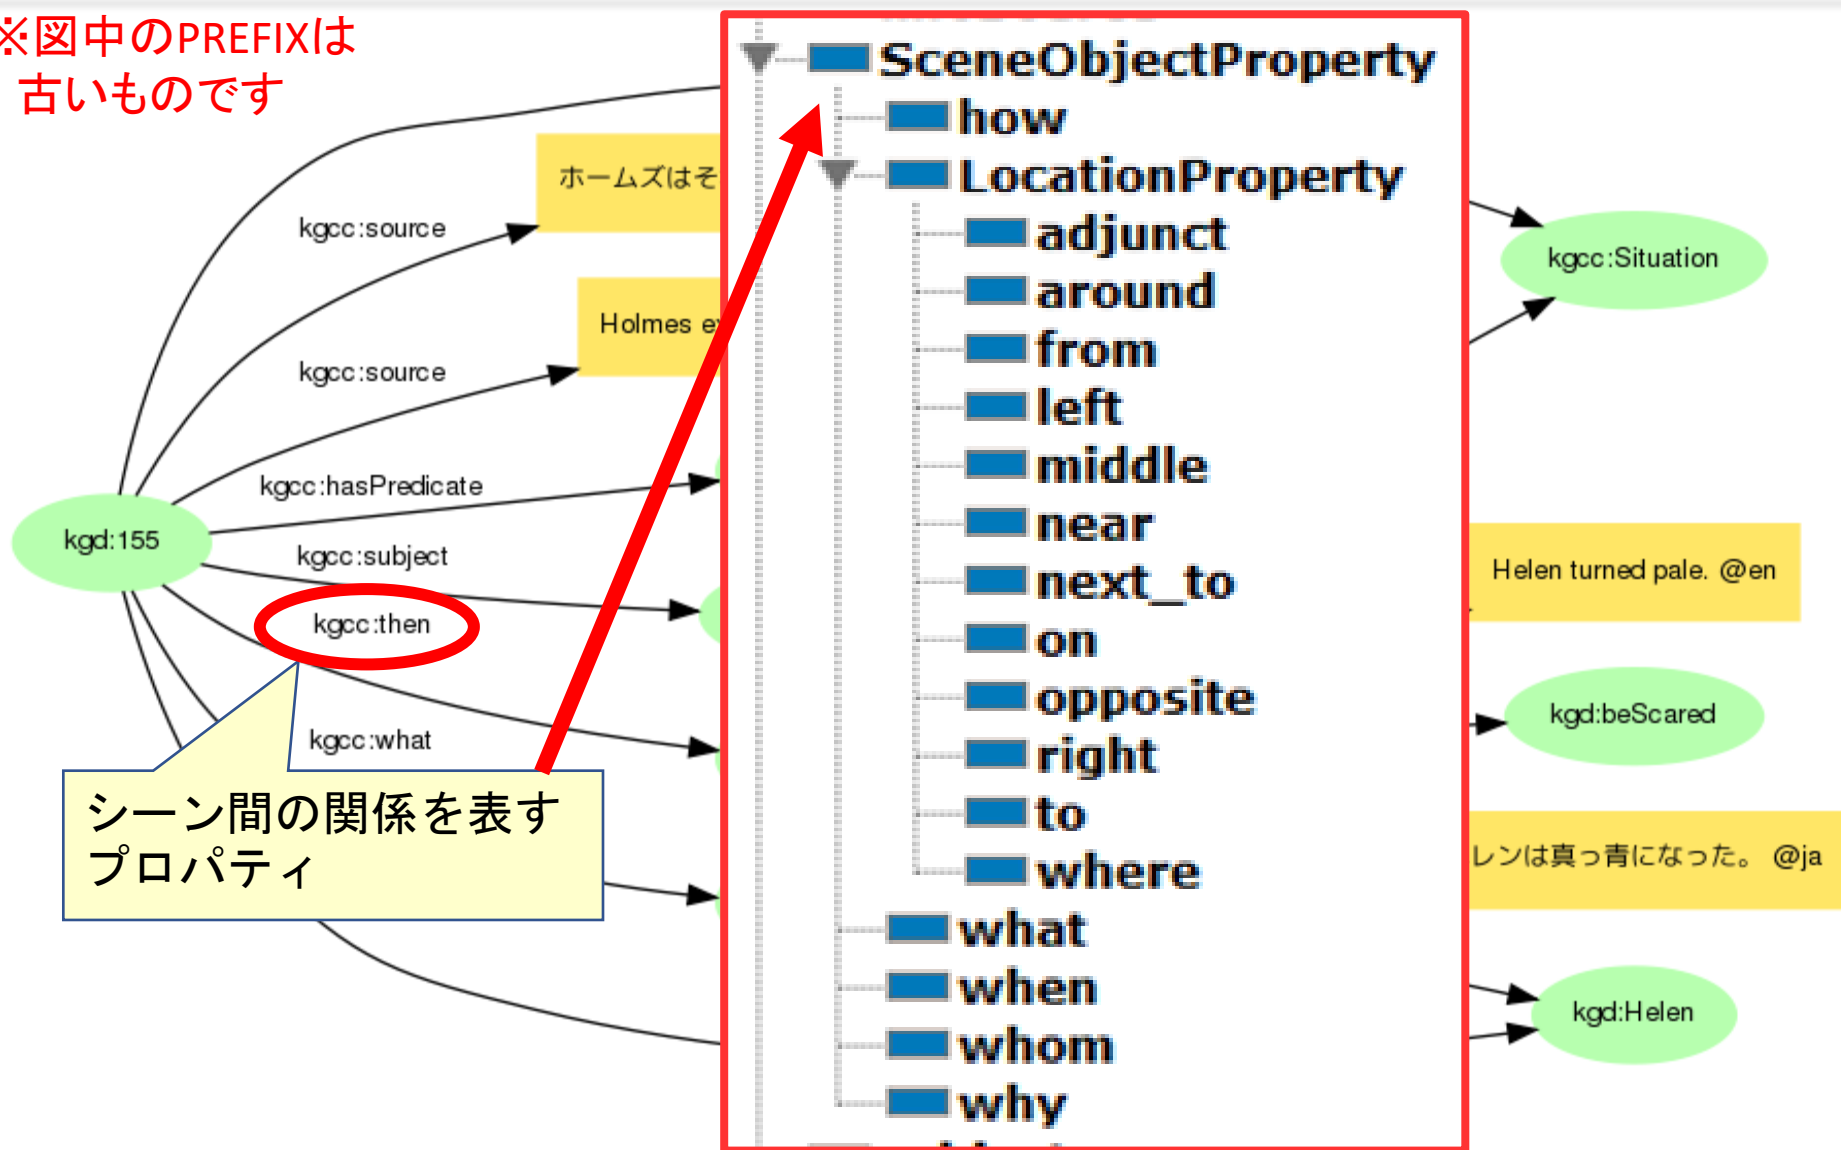 ※図中のPREFIXは
古いものです
kgcc:source
ホームズはそ
kgcc:source
Holmes
kgcc:hasPredicate
kgd:155
kgcc:subject
kgcc:then
kgcc:what
シーン間の関係を表す
プロパティ
SceneObjectProperty
how
LocationProperty
adjunct
around
from
left
middle
near
next_to
on
opposite
right
to
where
what
when
whom
why
kgcc:Situation
Helen turned pale. @en
kgd:beScared
レンは真っ青になった。 @ja
kgd:Helen